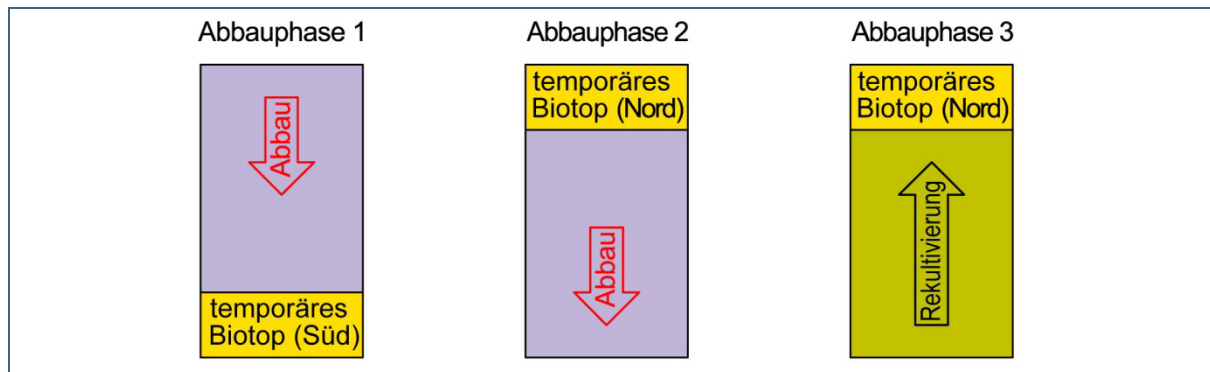 Abbauphase 1
Abbau
temporäres
Biotop (Süd)
Abbauphase 2
temporäres
Biotop (Nord)
Abbau
Abbauphase 3
temporäres
Biotop (Nord)
Rekultivierung